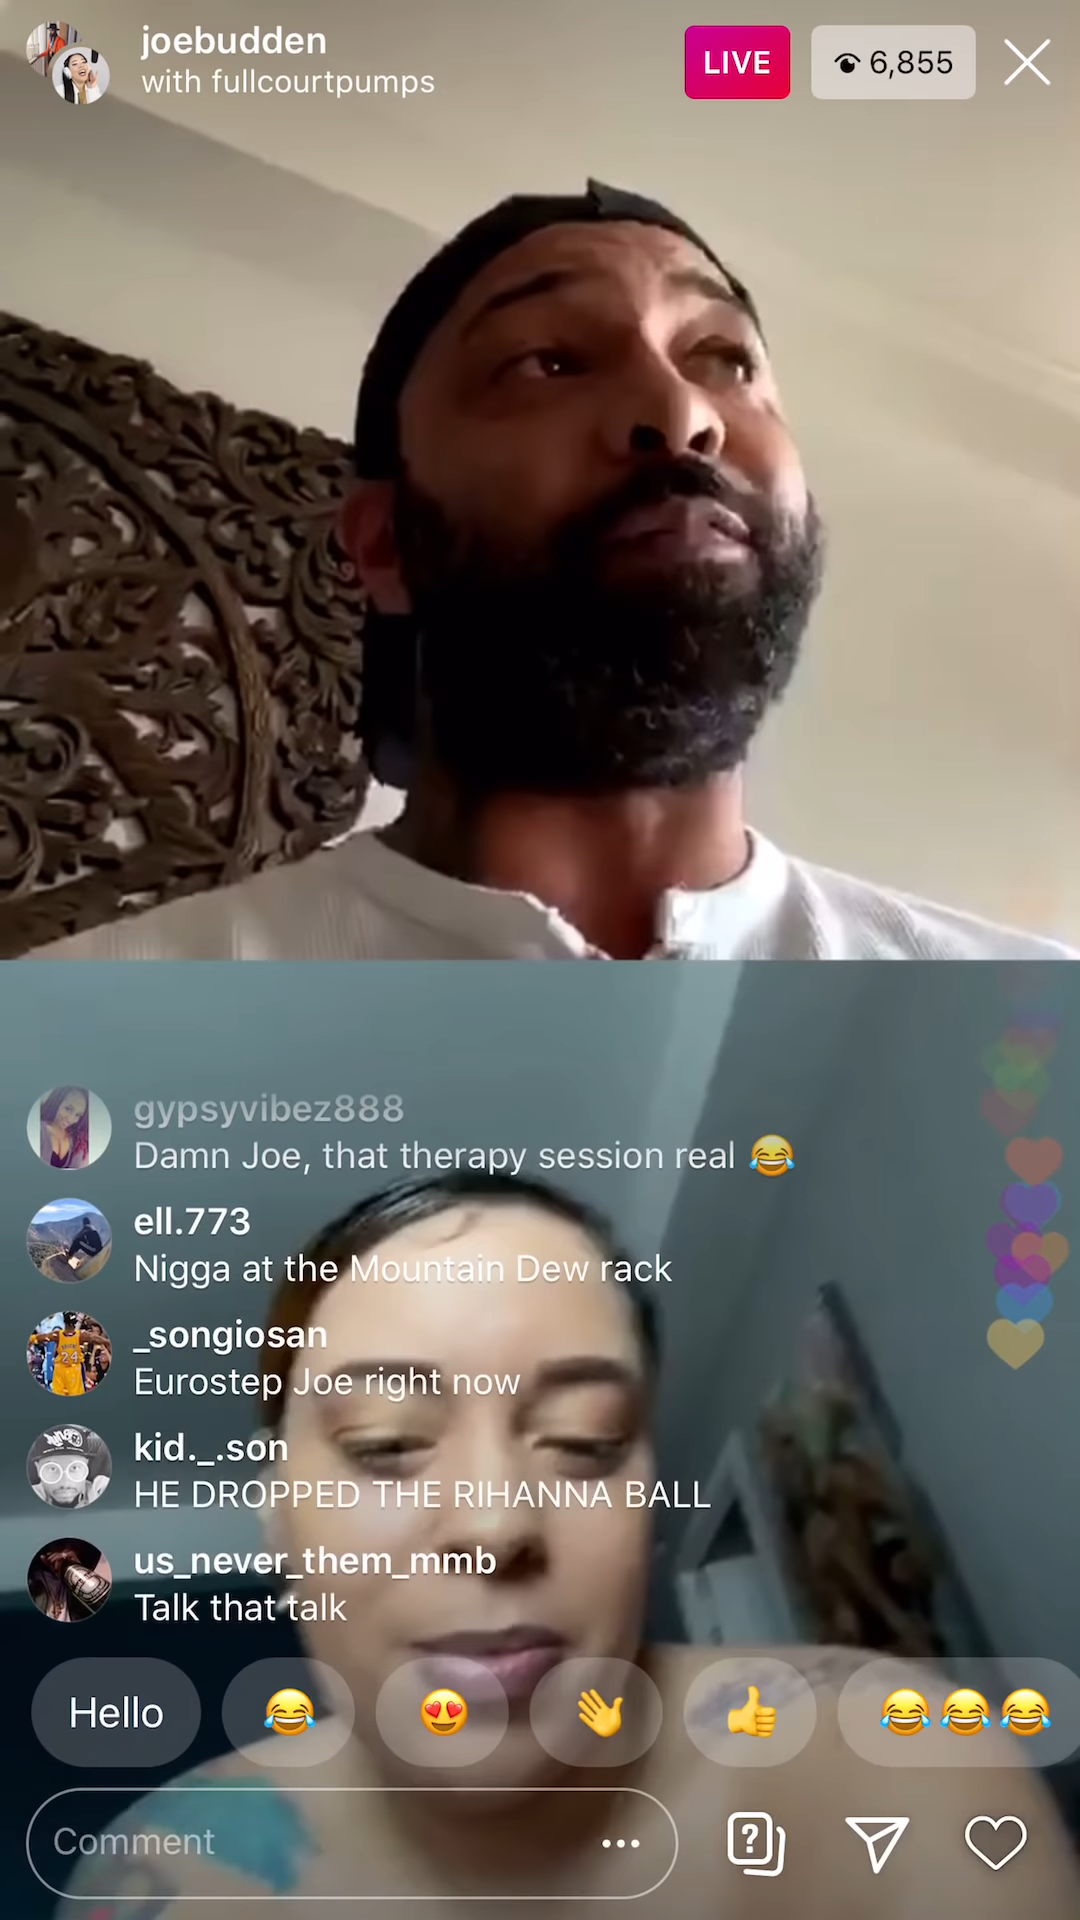 joebudden
with fullcourtpumps
LIVE
6,855
gypsyvibez888
Damn Joe, that therapy session real 😂
ell.773
Nigga at the Mountain Dew rack
_songiosan
Eurostep Joe right now
kid._.son
HE DROPPED THE RIHANNA BALL
us_never_them_mmb
Talk that talk
Hello 😂 😍 👋 👍 😂😂😂
Comment